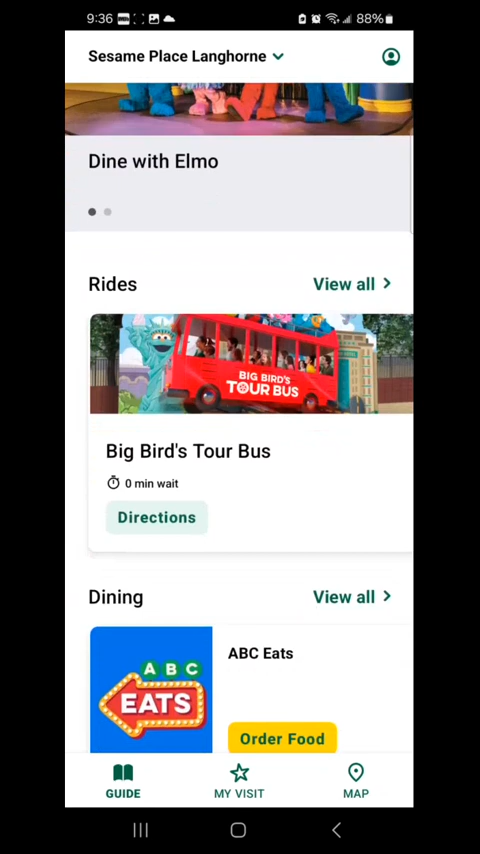 9:36
88%
Sesame Place Langhorne
Dine with Elmo
Rides
View all
BIG BIRD'S
TOUR BUS
Big Bird's Tour Bus
0 min wait
Directions
Dining
View all
ABC
EATS
ABC Eats
Order Food
GUIDE
MY VISIT
MAP